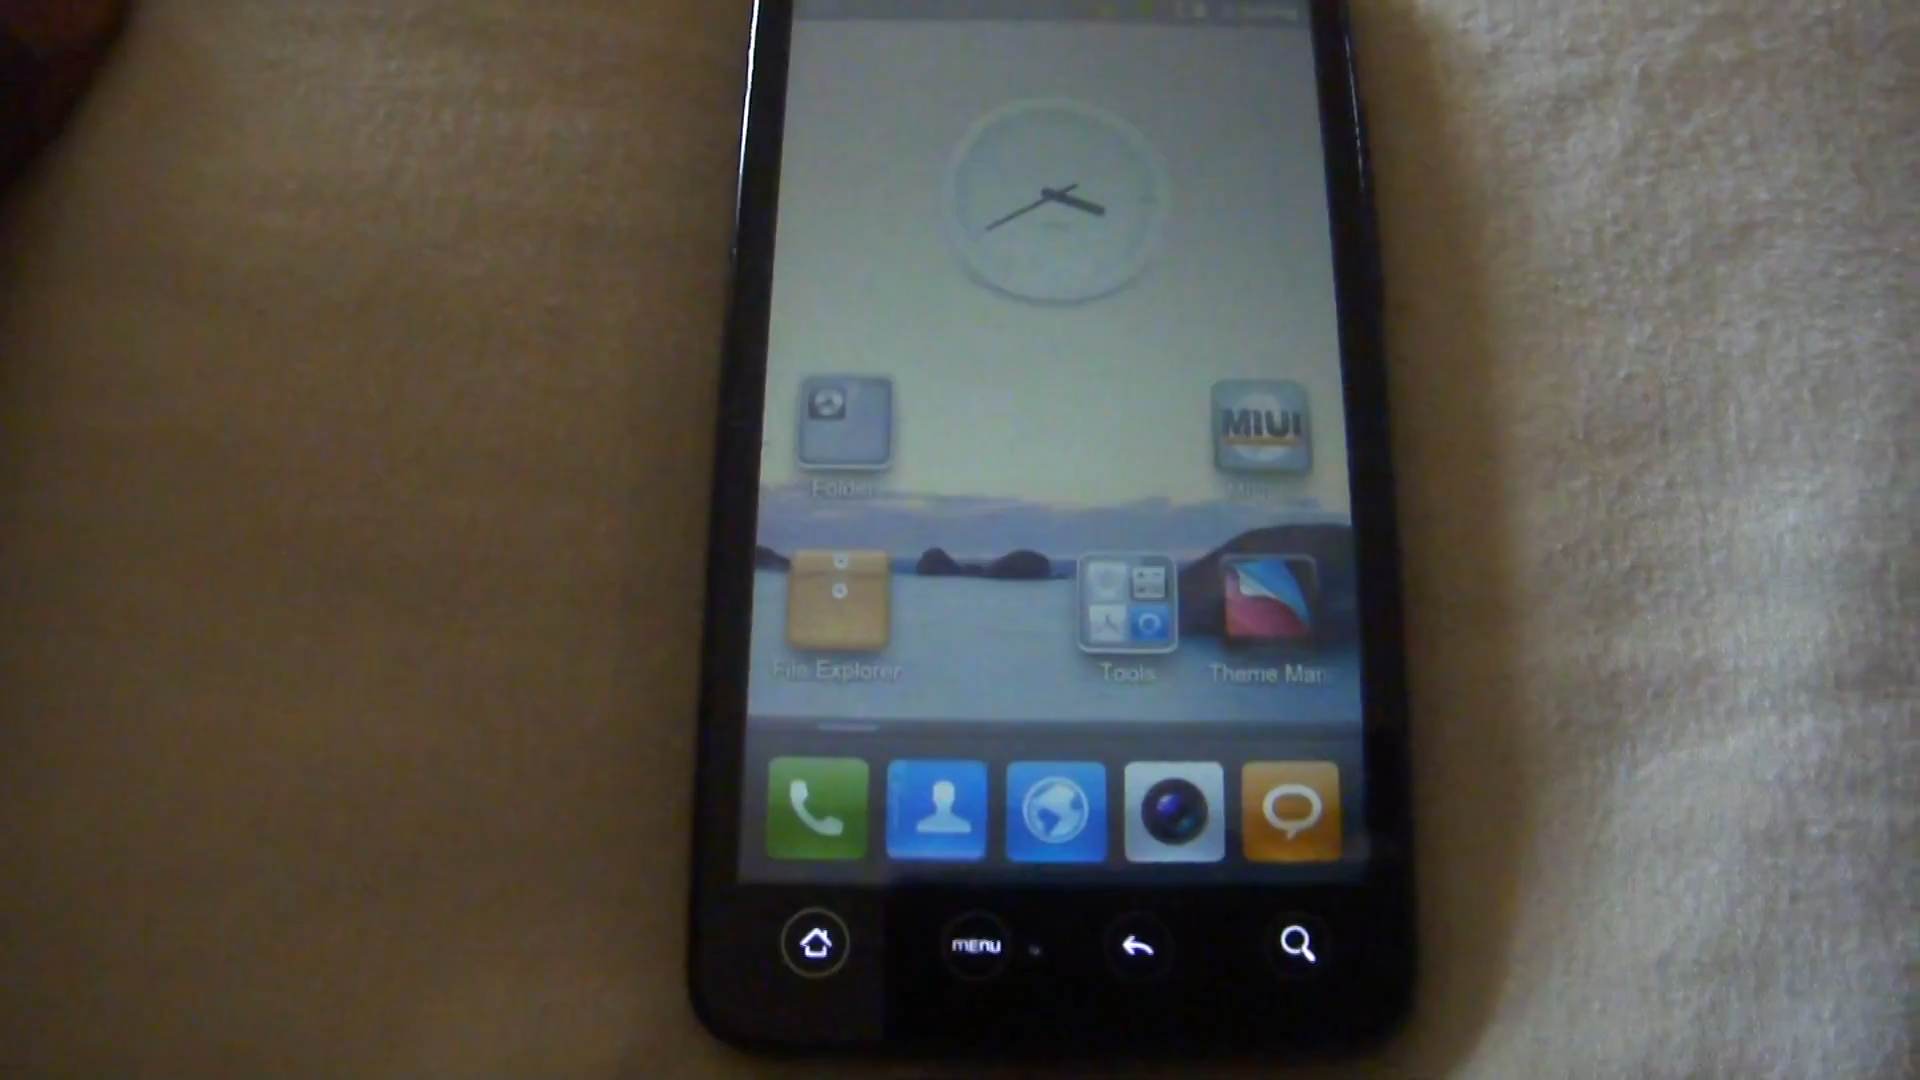 MIUI
Folder
File Explorer
Tools
Theme Man
menu